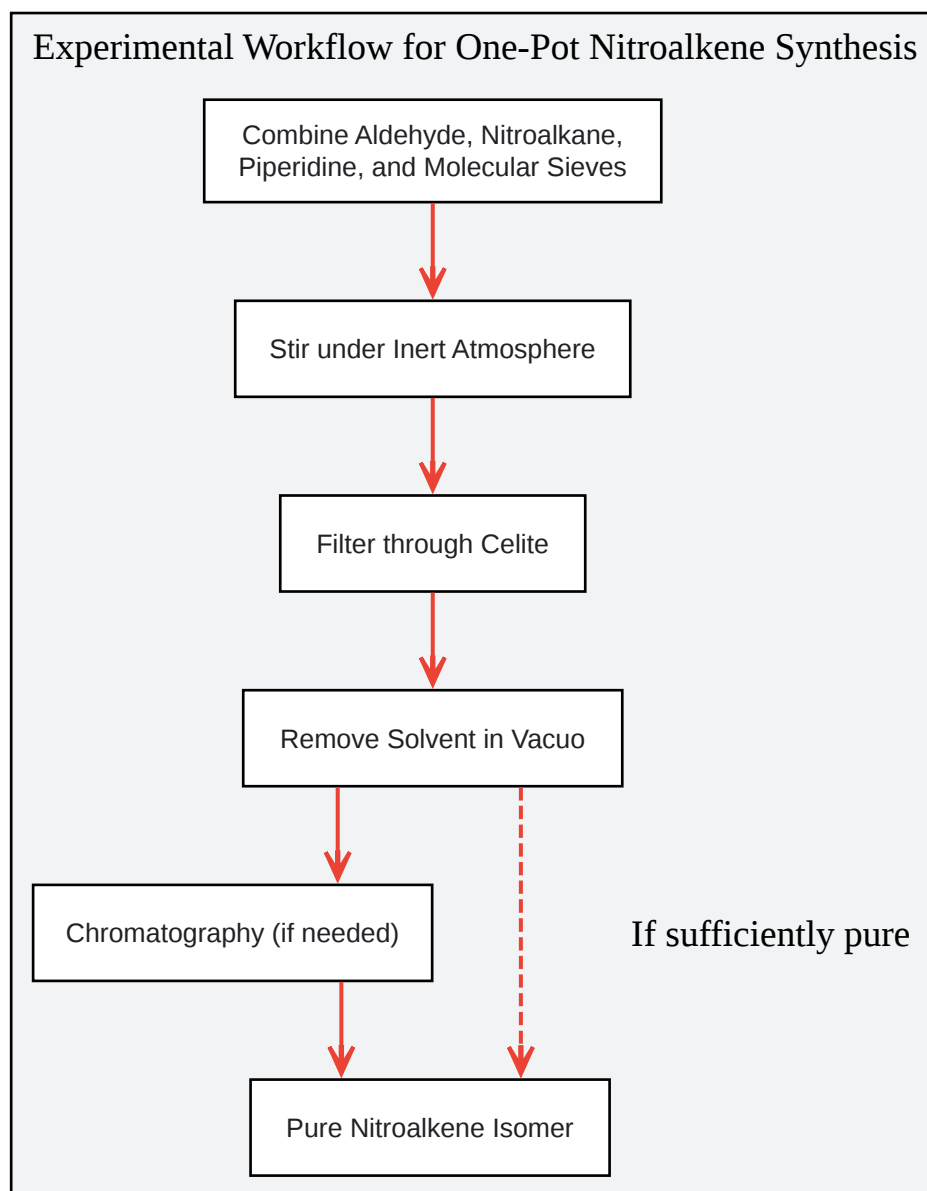 Experimental Workflow for One-Pot Nitroalkene Synthesis
Combine Aldehyde, Nitroalkane,
Piperidine, and Molecular Sieves
Stir under Inert Atmosphere
Filter through Celite
Remove Solvent in Vacuo
Chromatography (if needed)
If sufficiently pure
Pure Nitroalkene Isomer